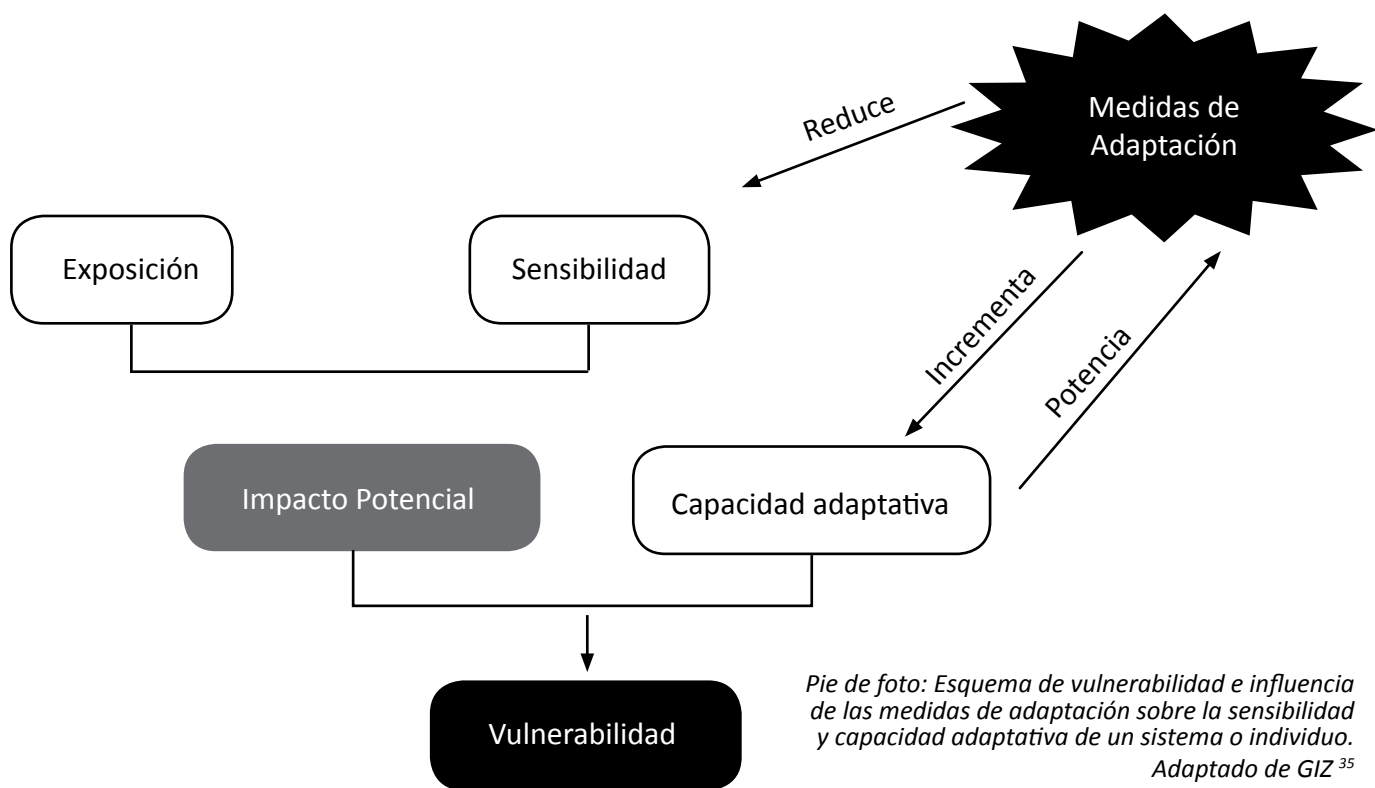 Medidas de
Adaptación
Reduce
Exposición
Sensibilidad
Incrementa
Potencia
Impacto Potencial
Capacidad adaptativa
Vulnerabilidad
Pie de foto: Esquema de vulnerabilidad e influencia
de las medidas de adaptación sobre la sensibilidad
y capacidad adaptativa de un sistema o individuo.
Adaptado de GIZ 35